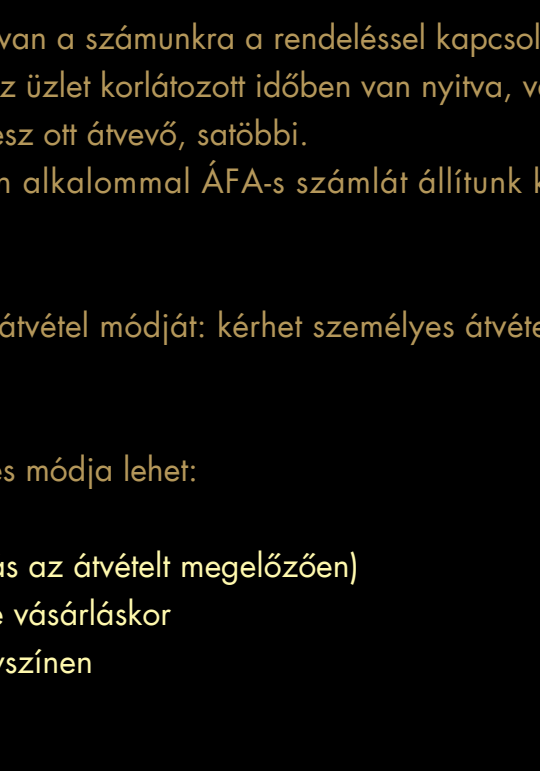 van a számunkra a rendeléssel kapcsol
z üzlet korlátozott időben van nyitva, v
esz ott átvevő, satöbbi.
n alkalommal ÁFA-s számlát állítunk k
átvétel módját: kérhet személyes átvéte
es módja lehet:
ás az átvételt megelőzően)
e vásárláskor
yszínen